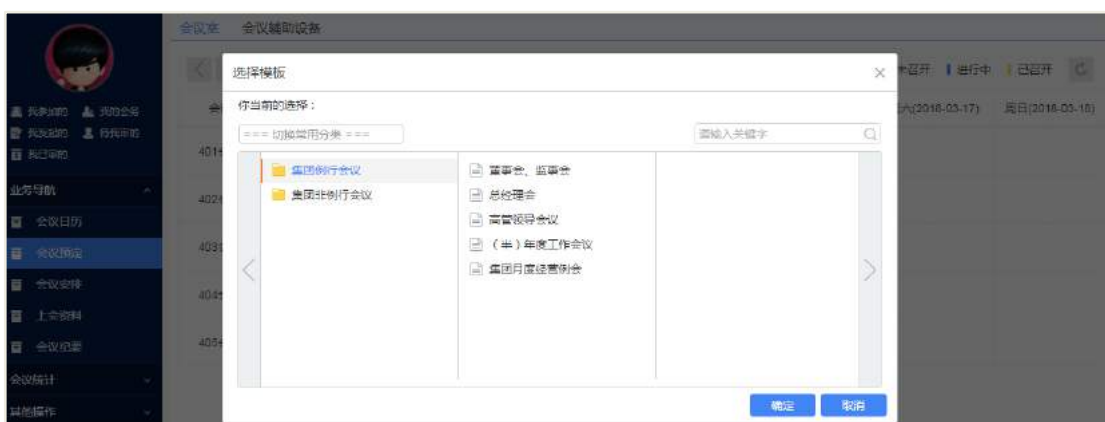 会议室 会议辅助设备
选择模板
未召开 进行中 已召开
你当前的选择：
六(2018-03-17) 周日(2018-03-18)
我参加的 我的会务
我发起的 待我审的
我已审的
=== 切换常用分类 ===
请输入关键字
401
402
403
404
405
集团例行会议
集团非例行会议
董事会、监事会
总经理会
高管领导会议
（半）年度工作会议
集团月度经营例会
业务导航
会议日历
会议预定
会议安排
上会资料
会议纪要
会议统计
其他操作
确定 取消